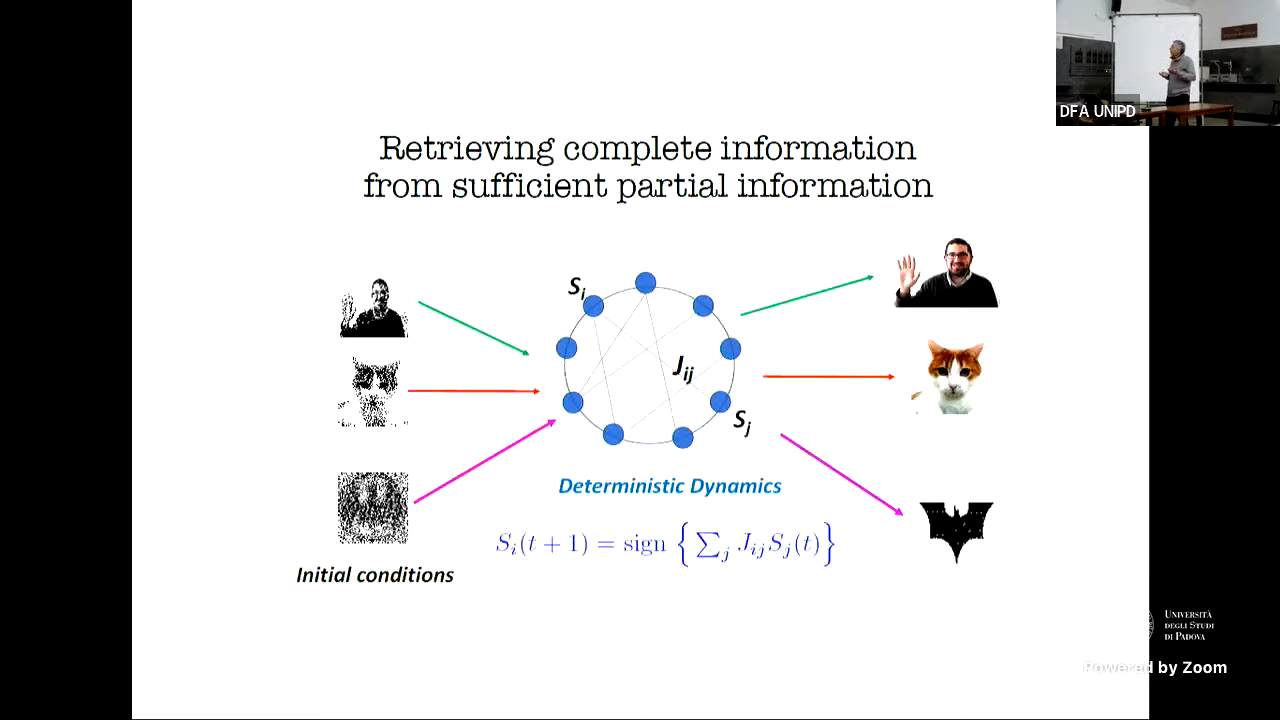 DFA UNIPD
Retrieving complete information
from sufficient partial information
S_i
J_ij
S_j
Deterministic Dynamics
S_i(t + 1) = sign { ∑_j J_ij S_j(t) }
Initial conditions
UNIVERSITÀ
DEGLI STUDI
DI PADOVA
Powered by Zoom